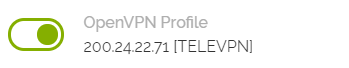 OpenVPN Profile
200.24.22.71 [TELEVPN]